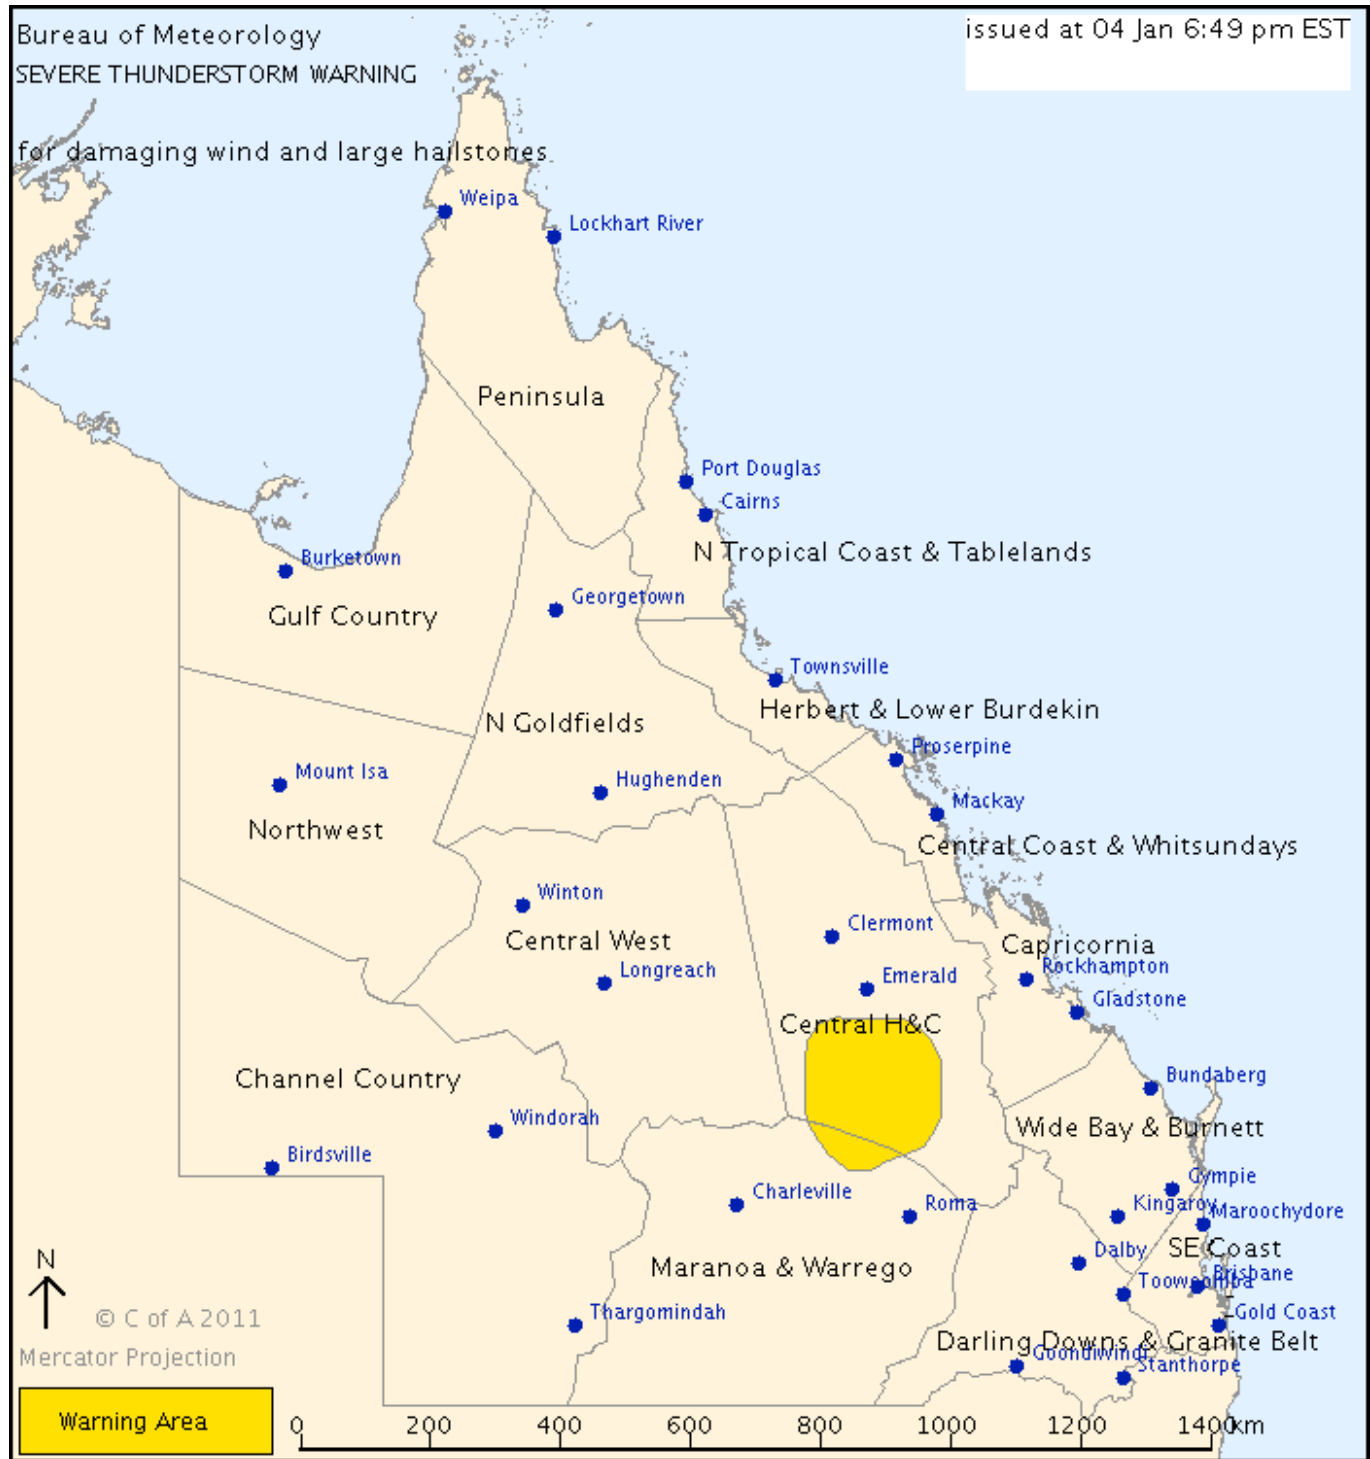 Bureau of Meteorology
issued at 04 Jan 6:49 pm EST
SEVERE THUNDERSTORM WARNING
for damaging wind and large hailstones
Weipa
Lockhart River
Peninsula
Port Douglas
Cairns
N Tropical Coast & Tablelands
Burketown
Georgetown
Gulf Country
Townsville
Herbert & Lower Burdekin
N Goldfields
Proserpine
Mount Isa
Hughenden
Mackay
Northwest
Central Coast & Whitsundays
Winton
Clermont
Central West
Capricornia
Rockhampton
Longreach
Emerald
Gladstone
Central H&C
Channel Country
Bundaberg
Windorah
Wide Bay & Burnett
Birdsville
Gympie
Charleville
Roma
Kingaroy
Maroochydore
Dalby
SE Coast
Maranoa & Warrego
Brisbane
Toowoomba
N
Thargomindah
Gold Coast
© C of A 2011
Darling Downs & Granite Belt
Goondiwindi
Mercator Projection
Stanthorpe
Warning Area
0 200 400 600 800 1000 1200 1400km